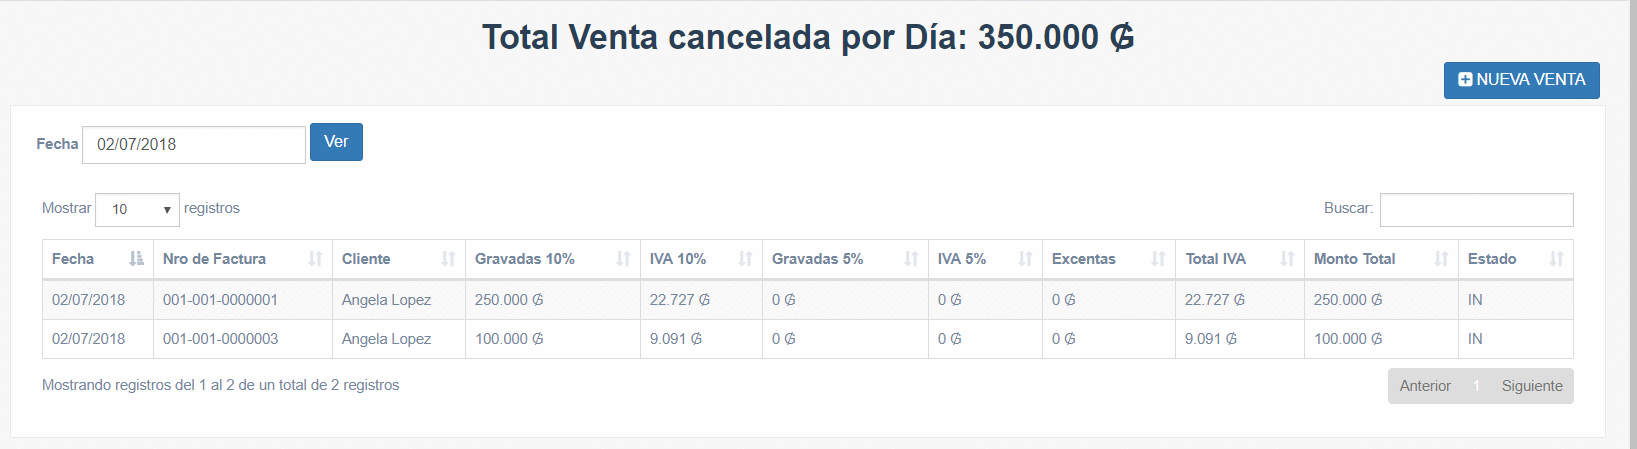 Total Venta cancelada por Día: 350.000 ₲
NUEVA VENTA
Fecha 02/07/2018 Ver
Mostrar 10 registros Buscar:
Fecha Nro de Factura Cliente Gravadas 10% IVA 10% Gravadas 5% IVA 5% Excentas Total IVA Monto Total Estado
02/07/2018 001-001-0000001 Angela Lopez 250.000 ₲ 22.727 ₲ 0 ₲ 0 ₲ 0 ₲ 22.727 ₲ 250.000 ₲ IN
02/07/2018 001-001-0000003 Angela Lopez 100.000 ₲ 9.091 ₲ 0 ₲ 0 ₲ 0 ₲ 9.091 ₲ 100.000 ₲ IN
Mostrando registros del 1 al 2 de un total de 2 registros Anterior 1 Siguiente